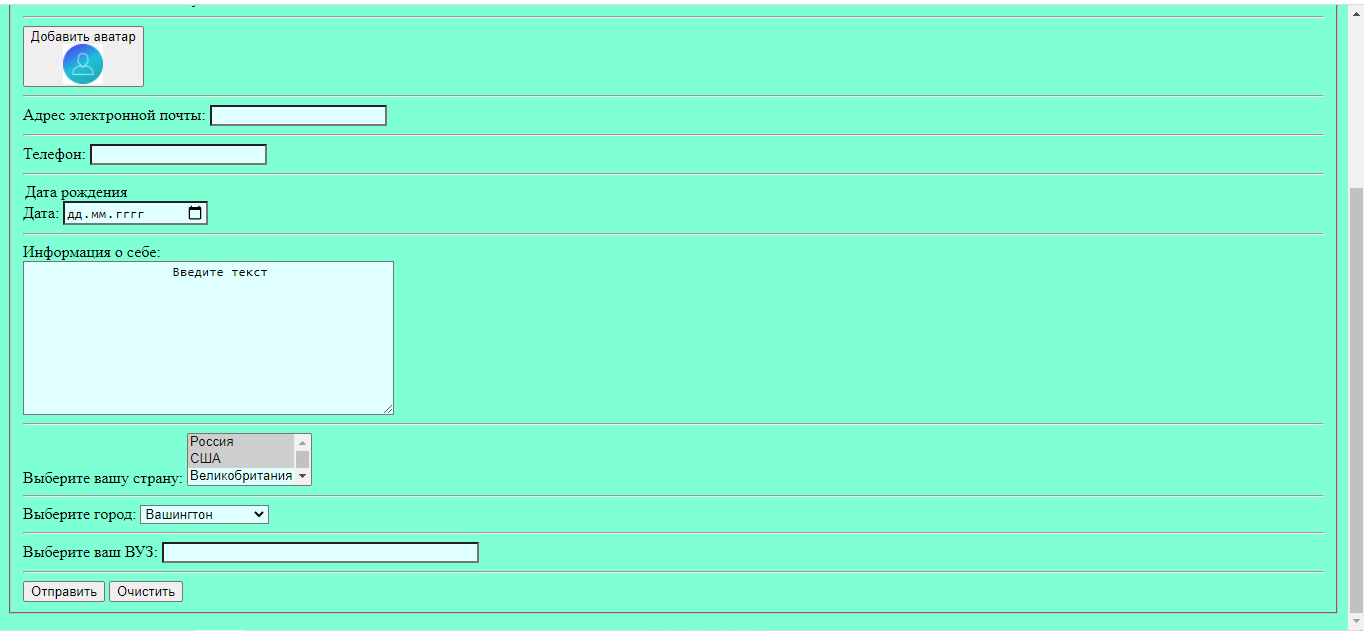 Добавить аватар
Адрес электронной почты:
Телефон:
Дата рождения
Дата: дд.мм.гггг
Информация о себе:
Введите текст
Россия
США
Выберите вашу страну: Великобритания
Выберите город: Вашингтон
Выберите ваш ВУЗ:
Отправить Очистить